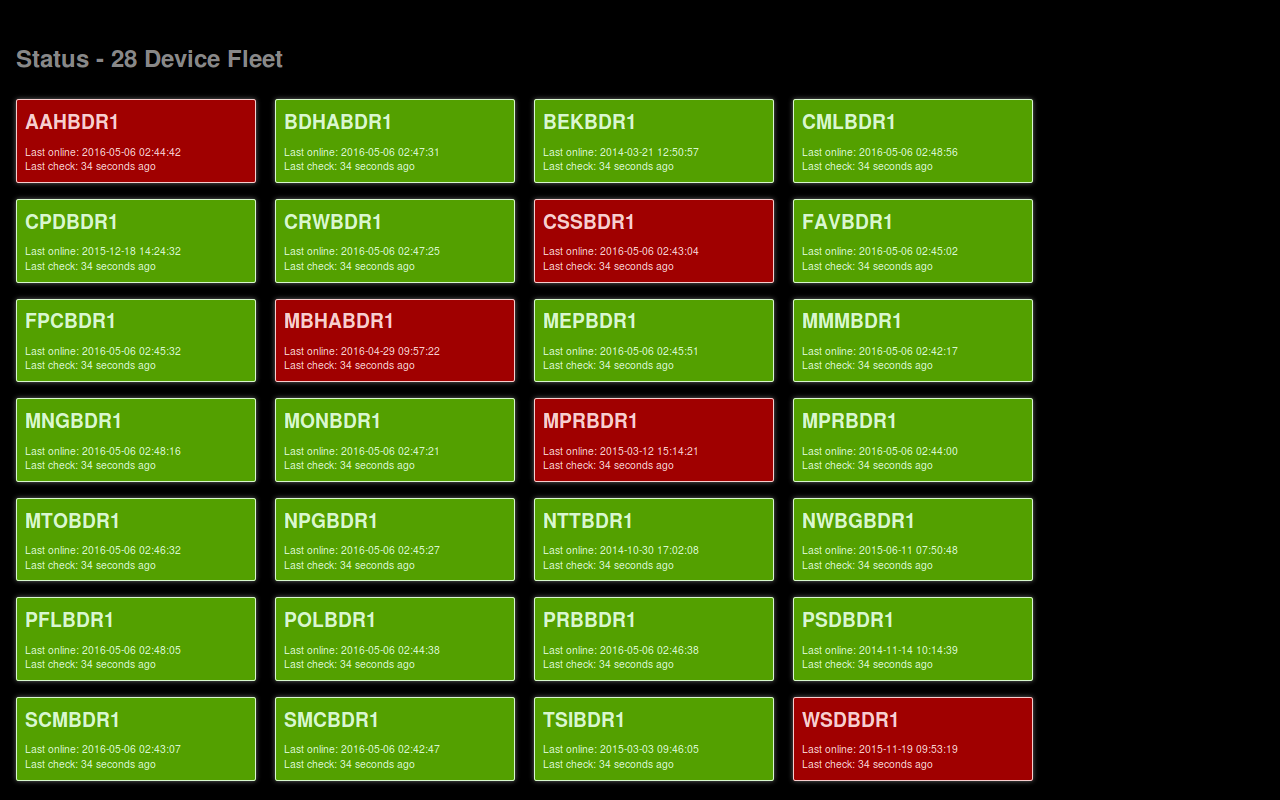 Status - 28 Device Fleet
AAHBDR1
Last online: 2016-05-06 02:44:42
Last check: 34 seconds ago
BDHABDR1
Last online: 2016-05-06 02:47:31
Last check: 34 seconds ago
BEKBDR1
Last online: 2014-03-21 12:50:57
Last check: 34 seconds ago
CMLBDR1
Last online: 2016-05-06 02:48:56
Last check: 34 seconds ago
CPDBDR1
Last online: 2015-12-18 14:24:32
Last check: 34 seconds ago
CRWBDR1
Last online: 2016-05-06 02:47:25
Last check: 34 seconds ago
CSSBDR1
Last online: 2016-05-06 02:43:04
Last check: 34 seconds ago
FAVBDR1
Last online: 2016-05-06 02:45:02
Last check: 34 seconds ago
FPCBDR1
Last online: 2016-05-06 02:45:32
Last check: 34 seconds ago
MBHABDR1
Last online: 2016-04-29 09:57:22
Last check: 34 seconds ago
MEPBDR1
Last online: 2016-05-06 02:45:51
Last check: 34 seconds ago
MMMBDR1
Last online: 2016-05-06 02:42:17
Last check: 34 seconds ago
MNGBDR1
Last online: 2016-05-06 02:48:16
Last check: 34 seconds ago
MONBDR1
Last online: 2016-05-06 02:47:21
Last check: 34 seconds ago
MPRBDR1
Last online: 2015-03-12 15:14:21
Last check: 34 seconds ago
MPRBDR1
Last online: 2016-05-06 02:44:00
Last check: 34 seconds ago
MTOBDR1
Last online: 2016-05-06 02:46:32
Last check: 34 seconds ago
NPGBDR1
Last online: 2016-05-06 02:45:27
Last check: 34 seconds ago
NTTBDR1
Last online: 2014-10-30 17:02:08
Last check: 34 seconds ago
NWBGBDR1
Last online: 2015-06-11 07:50:48
Last check: 34 seconds ago
PFLBDR1
Last online: 2016-05-06 02:48:05
Last check: 34 seconds ago
POLBDR1
Last online: 2016-05-06 02:44:38
Last check: 34 seconds ago
PRBBDR1
Last online: 2016-05-06 02:46:38
Last check: 34 seconds ago
PSDBDR1
Last online: 2014-11-14 10:14:39
Last check: 34 seconds ago
SCMBDR1
Last online: 2016-05-06 02:43:07
Last check: 34 seconds ago
SMCBDR1
Last online: 2016-05-06 02:42:47
Last check: 34 seconds ago
TSIBDR1
Last online: 2015-03-03 09:46:05
Last check: 34 seconds ago
WSDBDR1
Last online: 2015-11-19 09:53:19
Last check: 34 seconds ago